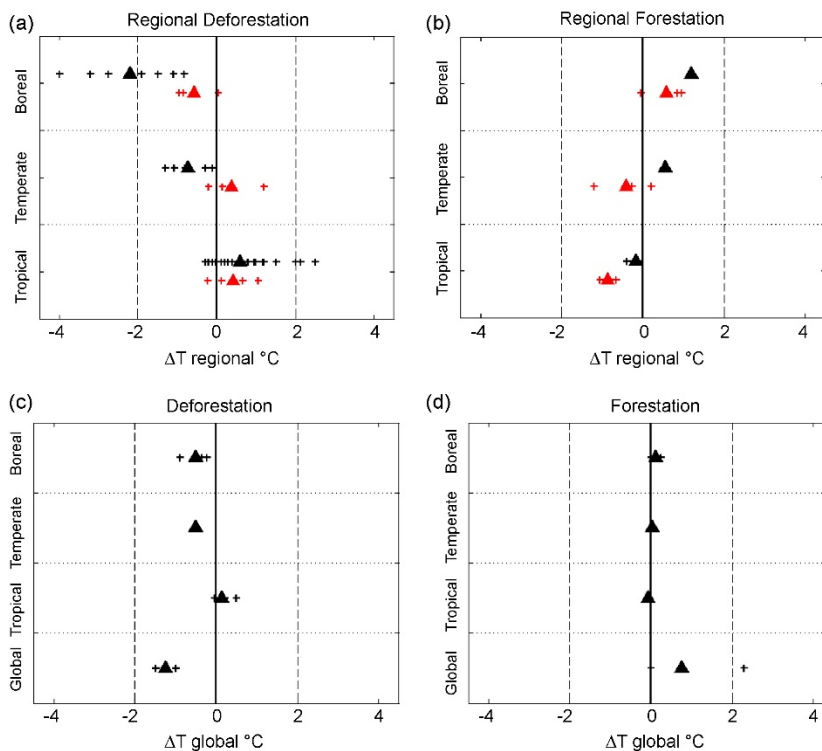 (a) Regional Deforestation
Boreal
Temperate
Tropical
-4 -2 0 2 4
ΔT regional °C
(b) Regional Forestation
Boreal
Temperate
Tropical
-4 -2 0 2 4
ΔT regional °C
(c) Deforestation
Boreal
Temperate
Tropical
Global
-4 -2 0 2 4
ΔT global °C
(d) Forestation
Boreal
Temperate
Tropical
Global
-4 -2 0 2 4
ΔT global °C